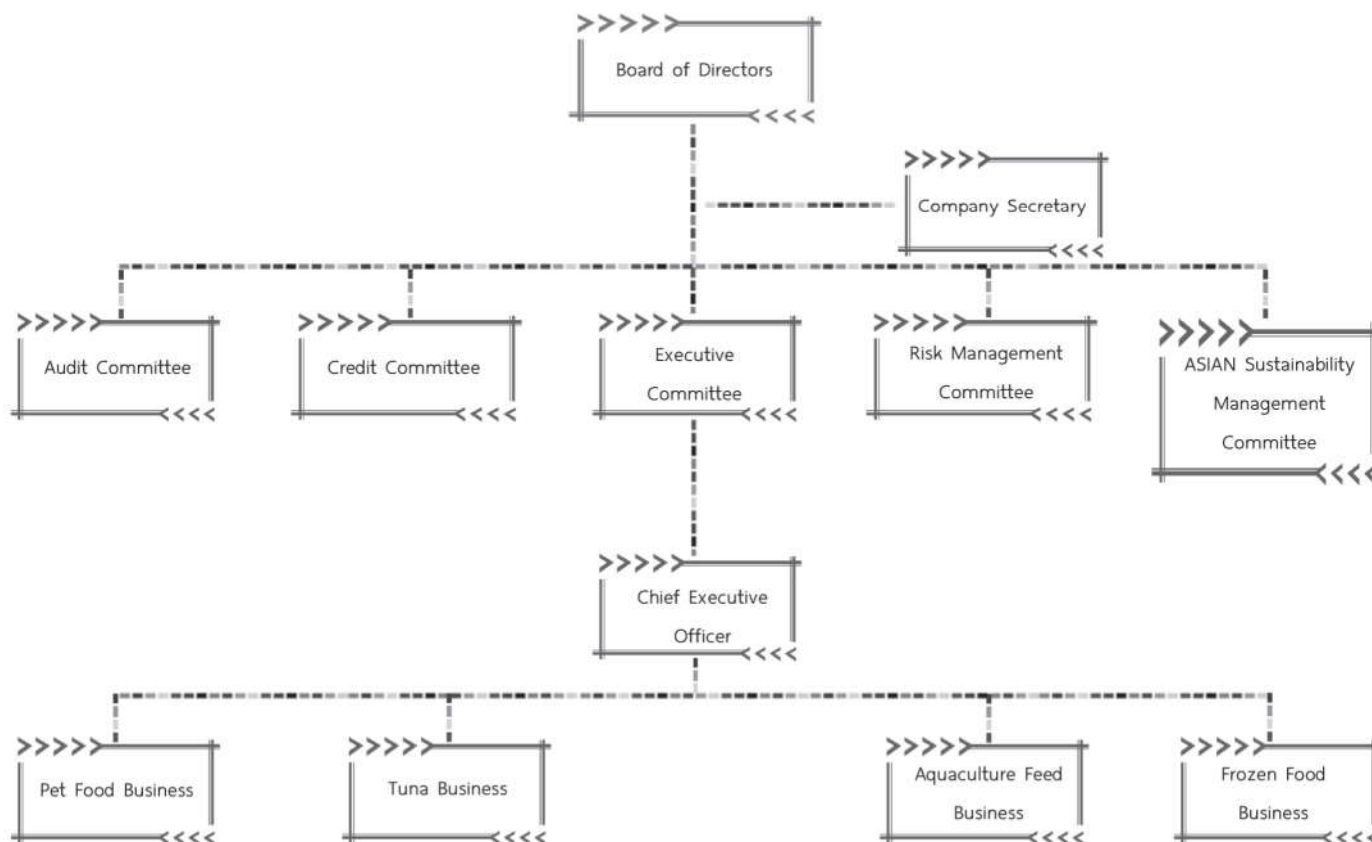 Board of Directors
Company Secretary
Audit Committee
Credit Committee
Executive
Committee
Risk Management
Committee
ASIAN Sustainability
Management
Committee
Chief Executive
Officer
Pet Food Business
Tuna Business
Aquaculture Feed
Business
Frozen Food
Business